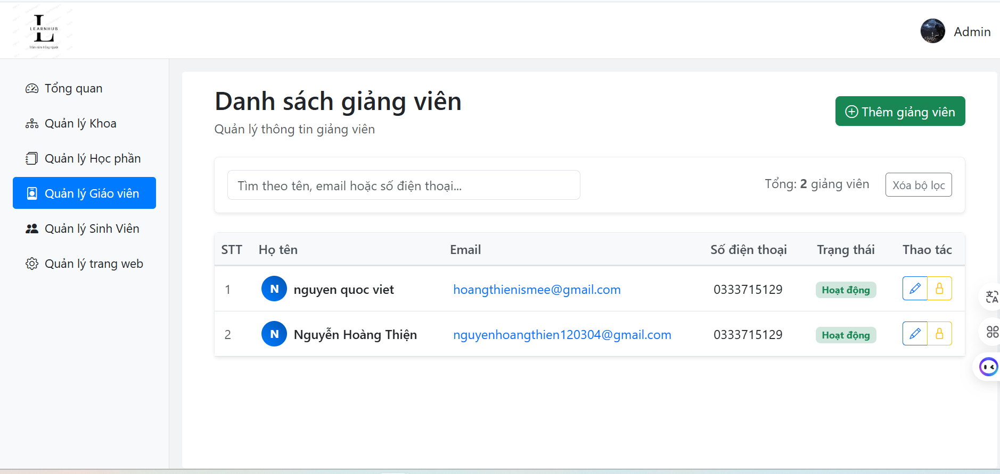 L
LEARNHUB
L
Trăm năm trồng người
Admin
Tổng quan
Quản lý Khoa
Quản lý Học phần
Quản lý Giáo viên
Quản lý Sinh Viên
Quản lý trang web
Danh sách giảng viên
Quản lý thông tin giảng viên
Thêm giảng viên
Tìm theo tên, email hoặc số điện thoại...
Tổng: 2 giảng viên
Xóa bộ lọc
STT Họ tên Email Số điện thoại Trạng thái Thao tác
1 N nguyen quoc viet hoangthienismee@gmail.com 0333715129 Hoạt động
2 N Nguyễn Hoàng Thiện nguyenhoangthien120304@gmail.com 0333715129 Hoạt động